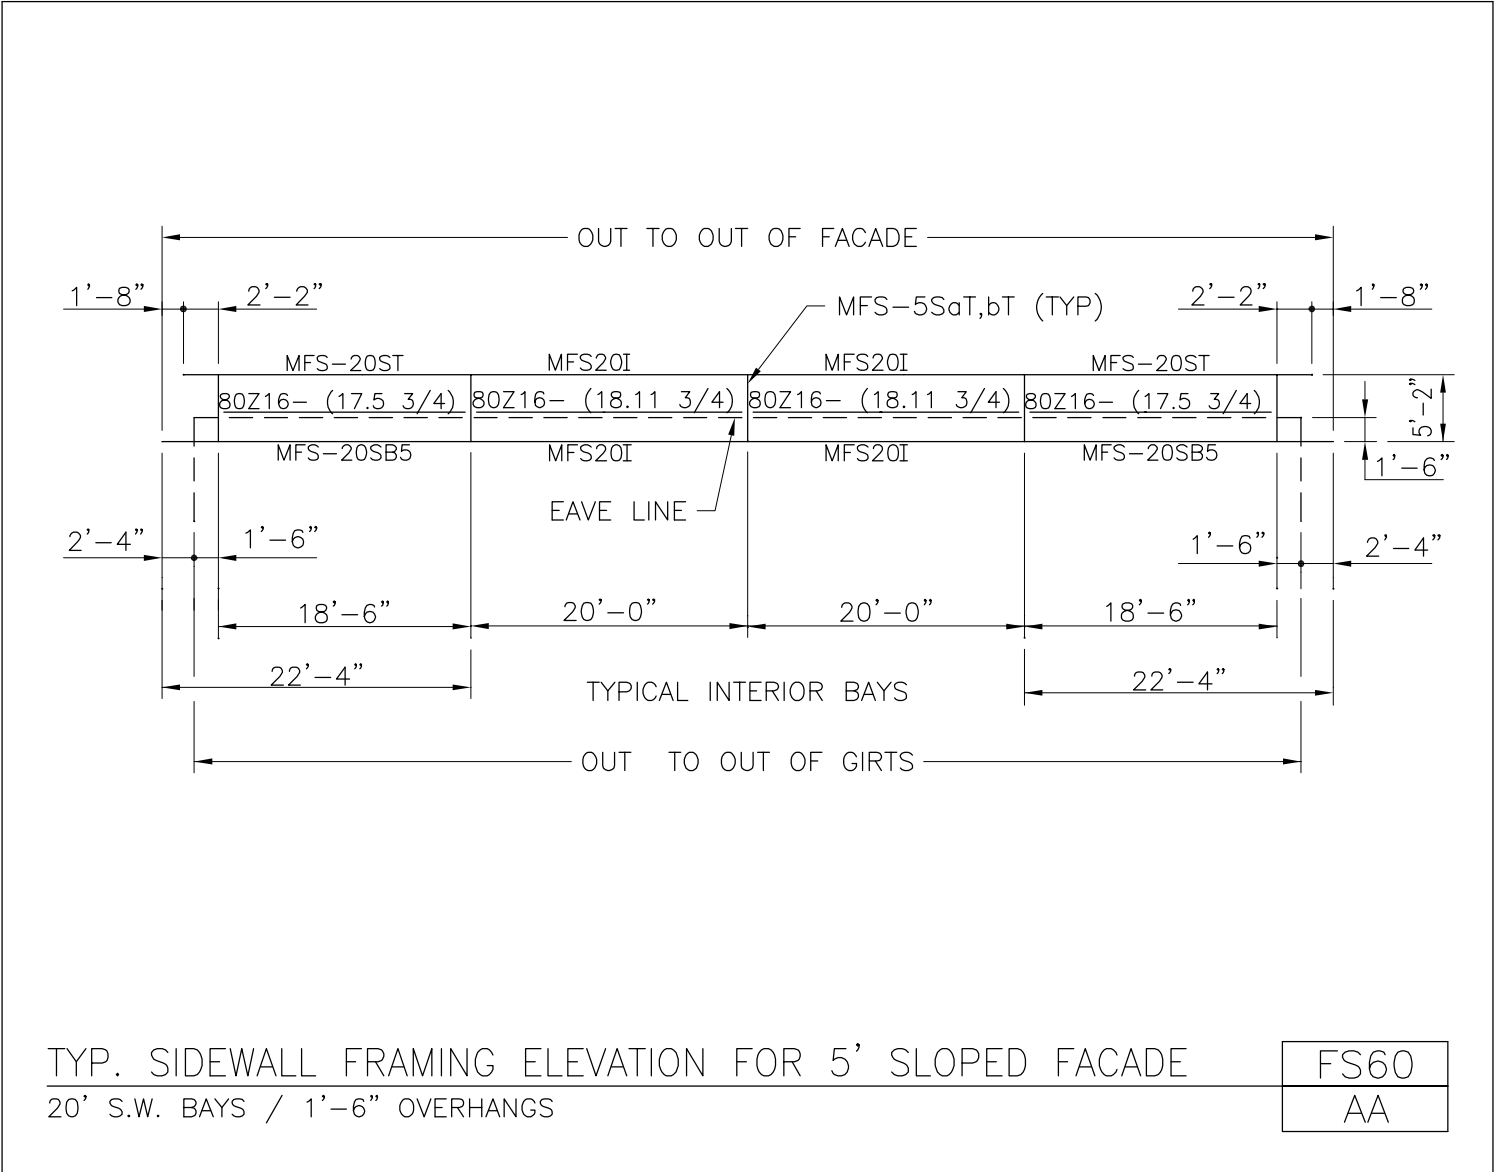 OUT TO OUT OF FACADE
1'-8" 2'-2" MFS-5SaT,bT (TYP) 2'-2" 1'-8"
MFS-20ST MFS20I MFS20I MFS-20ST
80Z16- (17.5 3/4) 80Z16- (18.11 3/4) 80Z16- (18.11 3/4) 80Z16- (17.5 3/4)
5'-2"
MFS-20SB5 MFS20I MFS20I MFS-20SB5
1'-6"
EAVE LINE
2'-4" 1'-6" 1'-6" 2'-4"
18'-6" 20'-0" 20'-0" 18'-6"
22'-4" TYPICAL INTERIOR BAYS 22'-4"
OUT TO OUT OF GIRTS
TYP. SIDEWALL FRAMING ELEVATION FOR 5' SLOPED FACADE
FS60
20' S.W. BAYS / 1'-6" OVERHANGS
AA